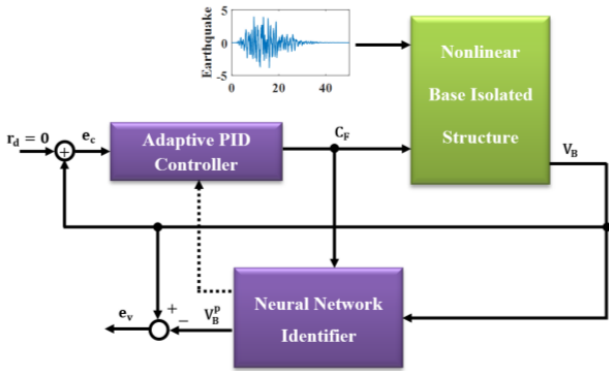 Earthquake
5
0
-5
0 20 40
Nonlinear
Base Isolated
Structure
r_d = 0
+
e_c
Adaptive PID
Controller
C_F
V_B
Neural Network
Identifier
+
−
V_B^P
e_v